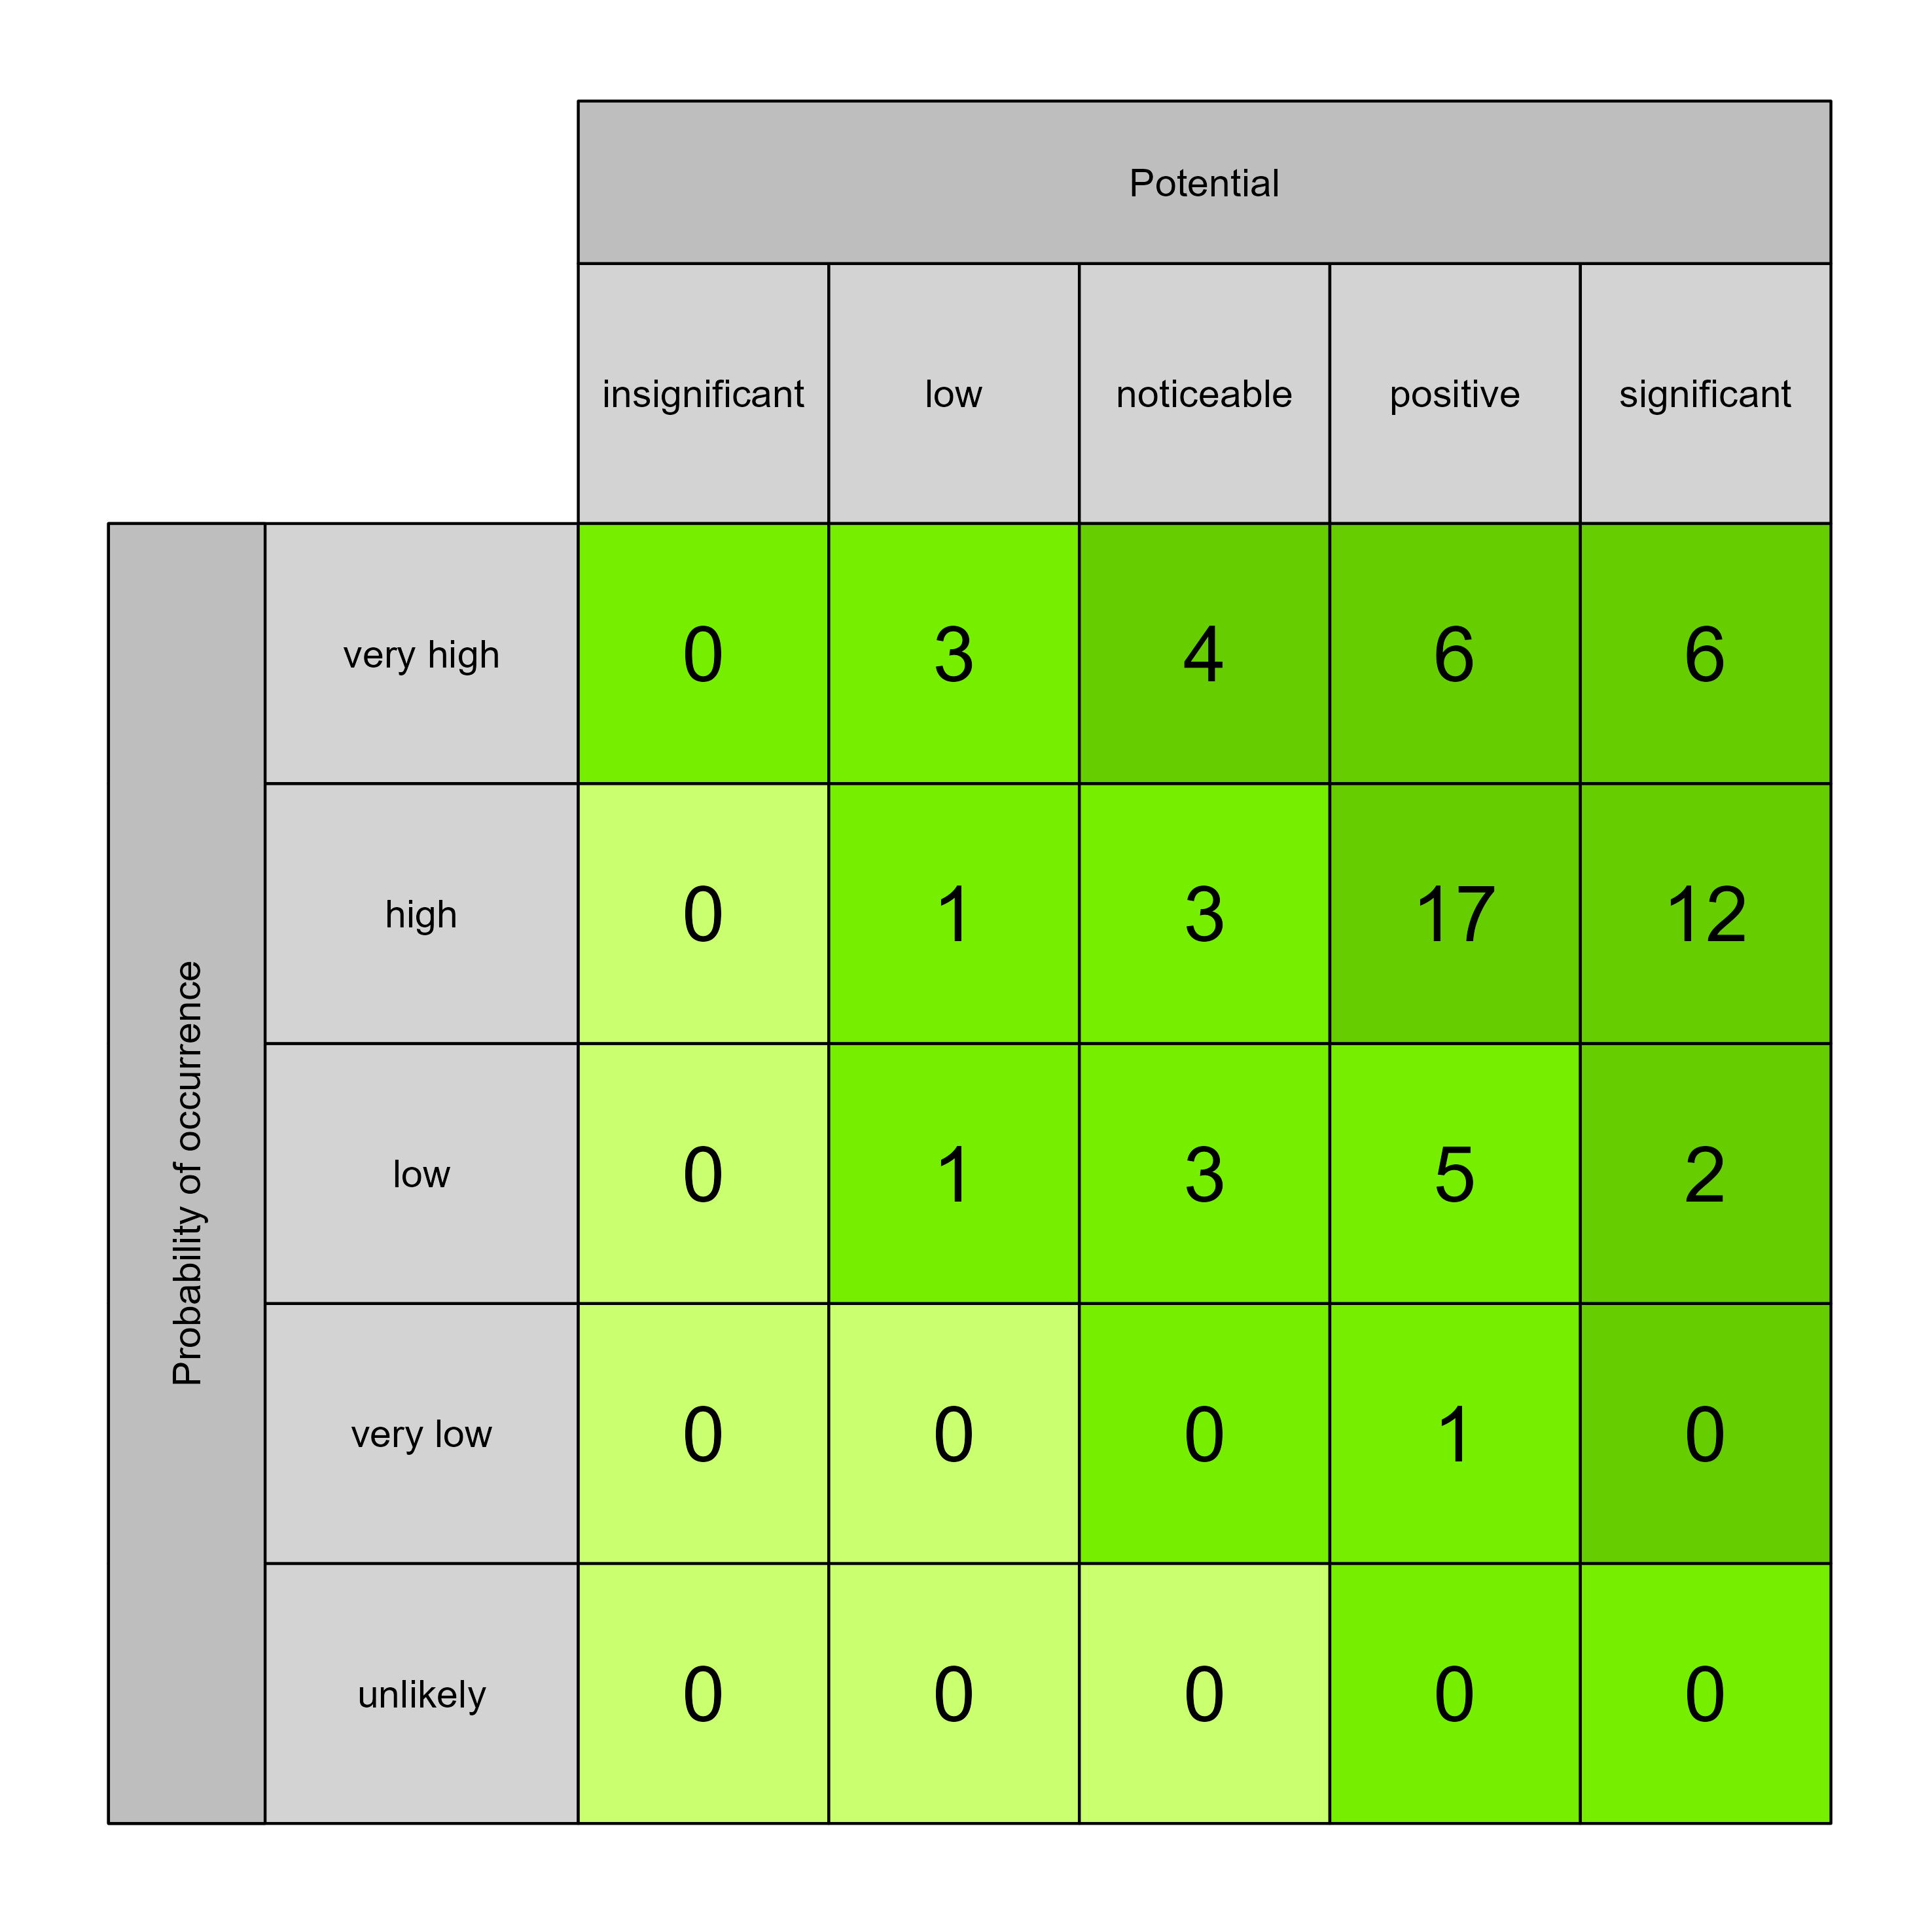 Potential
insignificant low noticeable positive significant
Probability of occurrence
very high 0 3 4 6 6
high 0 1 3 17 12
low 0 1 3 5 2
very low 0 0 0 1 0
unlikely 0 0 0 0 0